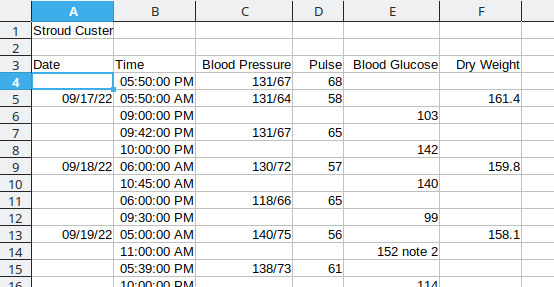 A B C D E F
1 Stroud Custer
2
3 Date Time Blood Pressure Pulse Blood Glucose Dry Weight
4 05:50:00 PM 131/67 68
5 09/17/22 05:50:00 AM 131/64 58 161.4
6 09:00:00 PM 103
7 09:42:00 PM 131/67 65
8 10:00:00 PM 142
9 09/18/22 06:00:00 AM 130/72 57 159.8
10 10:45:00 AM 140
11 06:00:00 PM 118/66 65
12 09:30:00 PM 99
13 09/19/22 05:00:00 AM 140/75 56 158.1
14 11:00:00 AM 152 note 2
15 05:39:00 PM 138/73 61
16 10:00:00 PM 114